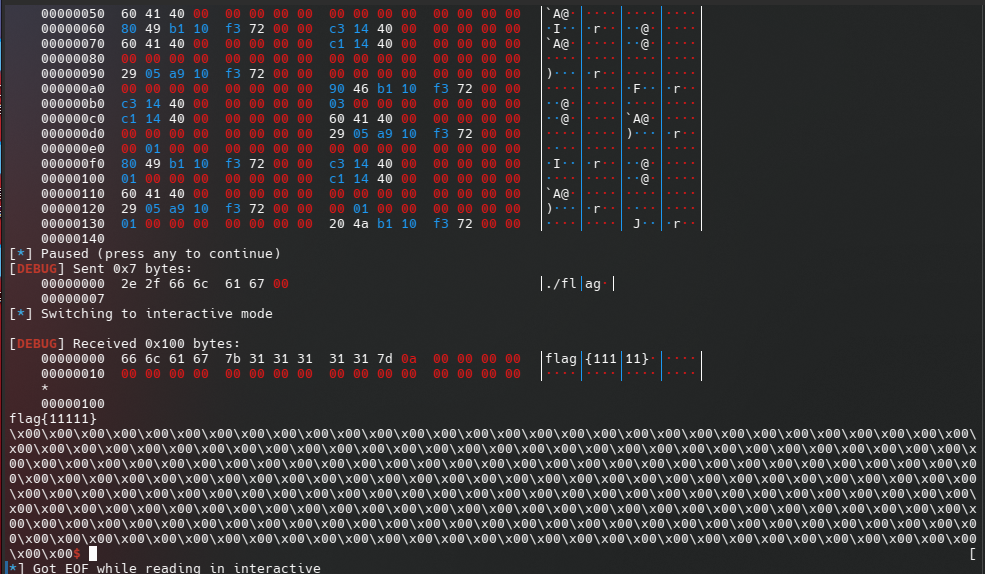 00000050 60 41 40 00 00 00 00 00 00 00 00 00 00 00 00 00 │`A@·│····│····│····│
00000060 80 49 b1 10 f3 72 00 00 c3 14 40 00 00 00 00 00 │·I··│·r··│··@·│····│
00000070 60 41 40 00 00 00 00 00 c1 14 40 00 00 00 00 00 │`A@·│····│··@·│····│
00000080 00 00 00 00 00 00 00 00 00 00 00 00 00 00 00 00 │····│····│····│····│
00000090 29 05 a9 10 f3 72 00 00 00 00 00 00 00 00 00 00 │)···│·r··│····│····│
000000a0 00 00 00 00 00 00 00 00 90 46 b1 10 f3 72 00 00 │····│····│·F··│·r··│
000000b0 c3 14 40 00 00 00 00 00 03 00 00 00 00 00 00 00 │··@·│····│····│····│
000000c0 c1 14 40 00 00 00 00 00 60 41 40 00 00 00 00 00 │··@·│····│`A@·│····│
000000d0 00 00 00 00 00 00 00 00 29 05 a9 10 f3 72 00 00 │····│····│)···│·r··│
000000e0 00 01 00 00 00 00 00 00 00 00 00 00 00 00 00 00 │····│····│····│····│
000000f0 80 49 b1 10 f3 72 00 00 c3 14 40 00 00 00 00 00 │·I··│·r··│··@·│····│
00000100 01 00 00 00 00 00 00 00 c1 14 40 00 00 00 00 00 │····│····│··@·│····│
00000110 60 41 40 00 00 00 00 00 00 00 00 00 00 00 00 00 │`A@·│····│····│····│
00000120 29 05 a9 10 f3 72 00 00 00 01 00 00 00 00 00 00 │)···│·r··│····│····│
00000130 01 00 00 00 00 00 00 00 20 4a b1 10 f3 72 00 00 │····│····│ J··│·r··│
00000140
[*] Paused (press any to continue)
[DEBUG] Sent 0x7 bytes:
00000000 2e 2f 66 6c 61 67 00 │./fl│ag·│
00000007
[*] Switching to interactive mode
[DEBUG] Received 0x100 bytes:
00000000 66 6c 61 67 7b 31 31 31 31 31 7d 0a 00 00 00 00 │flag│{111│11}·│····│
00000010 00 00 00 00 00 00 00 00 00 00 00 00 00 00 00 00 │····│····│····│····│
*
00000100
flag{11111}
\x00\x00\x00\x00\x00\x00\x00\x00\x00\x00\x00\x00\x00\x00\x00\x00\x00\x00\x00\x00\x00\x00\x00\x00\x00\x00\x00\x00\x00\x00\
x00\x00\x00\x00\x00\x00\x00\x00\x00\x00\x00\x00\x00\x00\x00\x00\x00\x00\x00\x00\x00\x00\x00\x00\x00\x00\x00\x00\x00\x00\x
00\x00\x00\x00\x00\x00\x00\x00\x00\x00\x00\x00\x00\x00\x00\x00\x00\x00\x00\x00\x00\x00\x00\x00\x00\x00\x00\x00\x00\x00\x0
0\x00\x00\x00\x00\x00\x00\x00\x00\x00\x00\x00\x00\x00\x00\x00\x00\x00\x00\x00\x00\x00\x00\x00\x00\x00\x00\x00\x00\x00\x00
\x00\x00\x00\x00\x00\x00\x00\x00\x00\x00\x00\x00\x00\x00\x00\x00\x00\x00\x00\x00\x00\x00\x00\x00\x00\x00\x00\x00\x00\x00\
x00\x00\x00\x00\x00\x00\x00\x00\x00\x00\x00\x00\x00\x00\x00\x00\x00\x00\x00\x00\x00\x00\x00\x00\x00\x00\x00\x00\x00\x00\x
00\x00\x00\x00\x00\x00\x00\x00\x00\x00\x00\x00\x00\x00\x00\x00\x00\x00\x00\x00\x00\x00\x00\x00\x00\x00\x00\x00\x00\x00\x0
0\x00\x00\x00\x00\x00\x00\x00\x00\x00\x00\x00\x00\x00\x00\x00\x00\x00\x00\x00\x00\x00\x00\x00\x00\x00\x00\x00\x00\x00\x00
\x00\x00$ [
*] Got EOF while reading in interactive